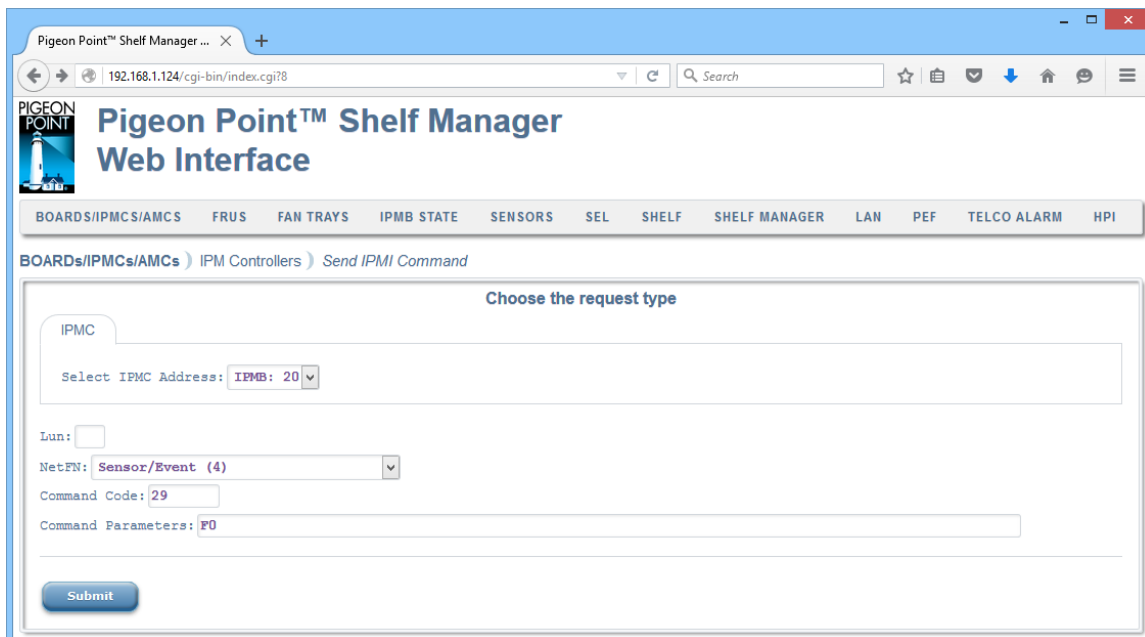 Pigeon Point™ Shelf Manager ...
192.168.1.124/cgi-bin/index.cgi?8
Search
PIGEON
POINT
Pigeon Point™ Shelf Manager
Web Interface
BOARDS/IPMCS/AMCS FRUS FAN TRAYS IPMB STATE SENSORS SEL SHELF SHELF MANAGER LAN PEF TELCO ALARM HPI
BOARDs/IPMCs/AMCs ) IPM Controllers ) Send IPMI Command
Choose the request type
IPMC
Select IPMC Address: IPMB: 20
Lun:
NetFN: Sensor/Event (4)
Command Code: 29
Command Parameters: F0
Submit